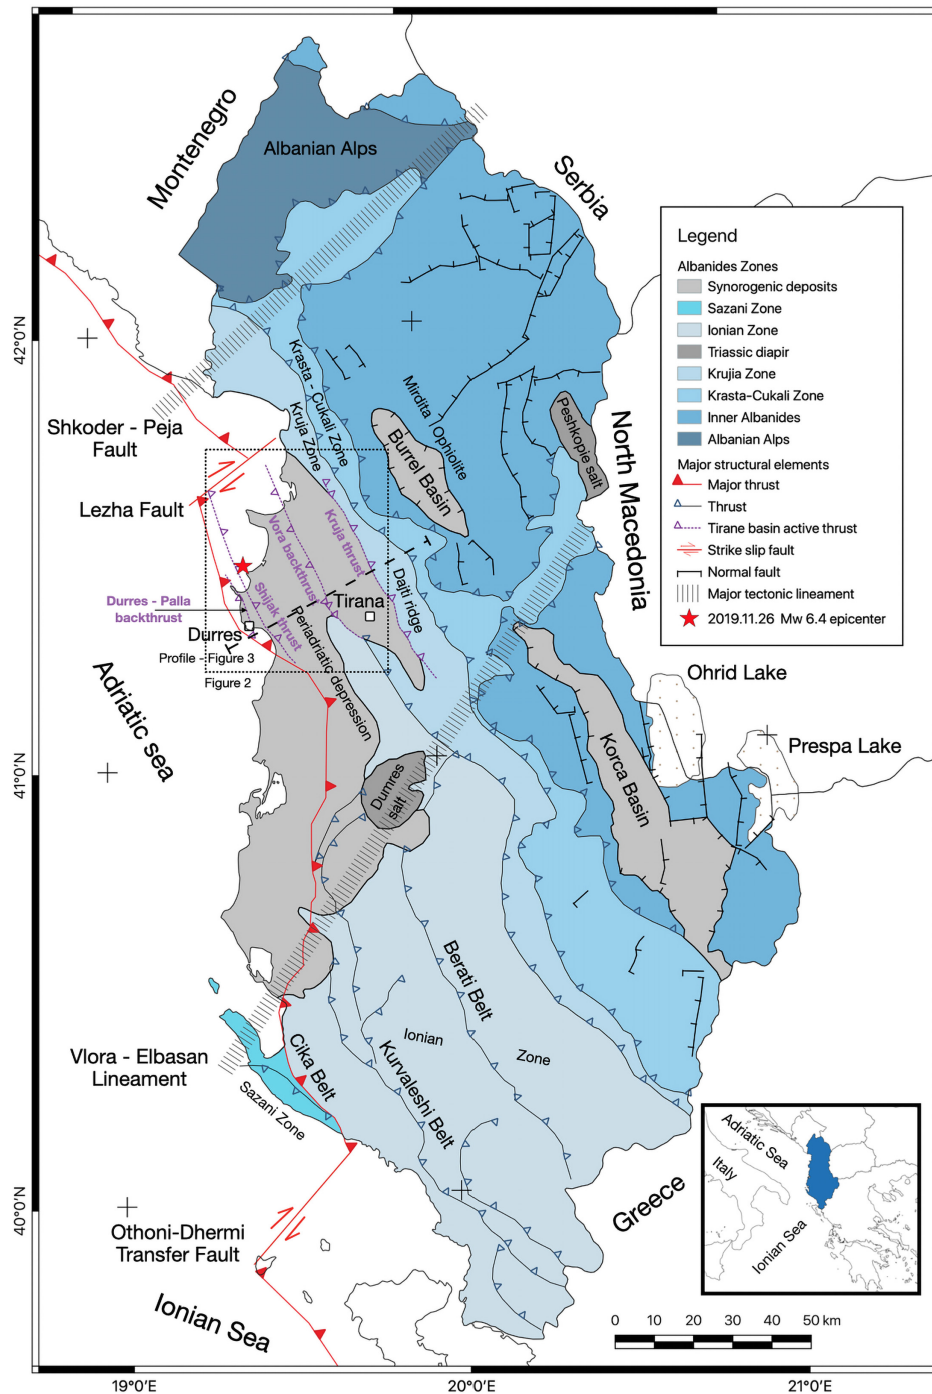 Montenegro
Albanian Alps
Serbia
Legend
Albanides Zones
Synorogenic deposits
Sazani Zone
Ionian Zone
Triassic diapir
Krujia Zone
Krasta-Cukali Zone
Inner Albanides
Albanian Alps
Major structural elements
Major thrust
Thrust
Tirane basin active thrust
Strike slip fault
Normal fault
Major tectonic lineament
2019.11.26 Mw 6.4 epicenter
42°0'N
Krasta - Cukali Zone
Kruja Zone
Mirdita Ophiolite
Burrel Basin
Peshkopie salt
North Macedonia
Shkoder - Peja
Fault
Lezha Fault
Kruja thrust
Vora backthrust
Shijak thrust
Dajti ridge
Tirana
Durres - Palla
backthrust
Durres
Periadriatic depression
Profile - Figure 3
Figure 2
Adriatic sea
Ohrid Lake
Prespa Lake
Korca Basin
41°0'N
Dumres
salt
Berati Belt
Ionian
Zone
Kurvaleshi Belt
Cika Belt
Vlora - Elbasan
Lineament
Sazani Zone
Greece
40°0'N
Othoni-Dhermi
Transfer Fault
Ionian Sea
Adriatic Sea
Italy
Ionian Sea
0 10 20 30 40 50 km
19°0'E
20°0'E
21°0'E